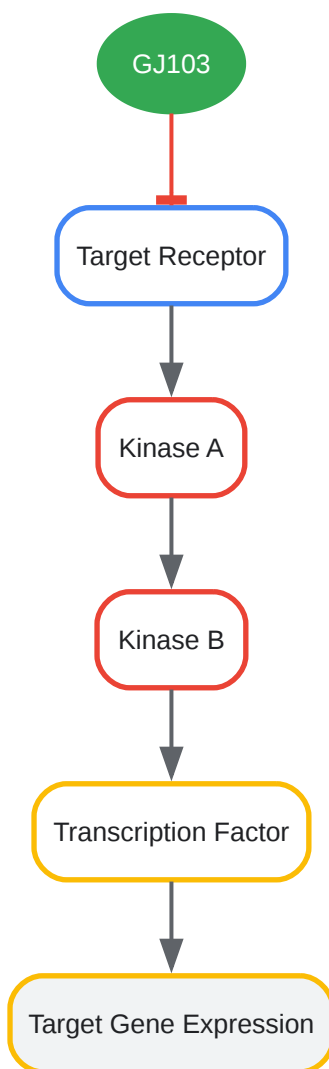 GJ103
Target Receptor
Kinase A
Kinase B
Transcription Factor
Target Gene Expression